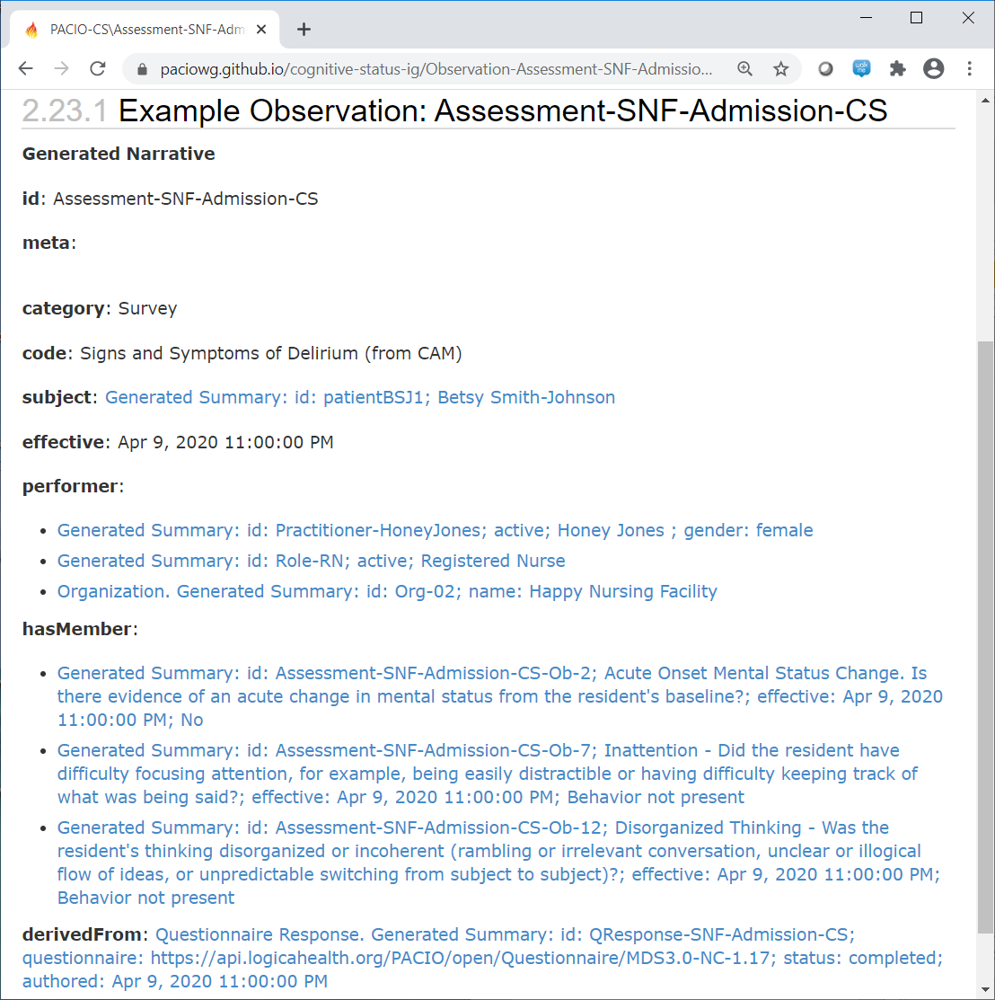 PACIO-CS\Assessment-SNF-Adm
paciowg.github.io/cognitive-status-ig/Observation-Assessment-SNF-Admissio...
walk me
2.23.1 Example Observation: Assessment-SNF-Admission-CS
Generated Narrative
id: Assessment-SNF-Admission-CS
meta:
category: Survey
code: Signs and Symptoms of Delirium (from CAM)
subject: Generated Summary: id: patientBSJ1; Betsy Smith-Johnson
effective: Apr 9, 2020 11:00:00 PM
performer:
• Generated Summary: id: Practitioner-HoneyJones; active; Honey Jones ; gender: female
• Generated Summary: id: Role-RN; active; Registered Nurse
• Organization. Generated Summary: id: Org-02; name: Happy Nursing Facility
hasMember:
• Generated Summary: id: Assessment-SNF-Admission-CS-Ob-2; Acute Onset Mental Status Change. Is
there evidence of an acute change in mental status from the resident's baseline?; effective: Apr 9, 2020
11:00:00 PM; No
• Generated Summary: id: Assessment-SNF-Admission-CS-Ob-7; Inattention - Did the resident have
difficulty focusing attention, for example, being easily distractible or having difficulty keeping track of
what was being said?; effective: Apr 9, 2020 11:00:00 PM; Behavior not present
• Generated Summary: id: Assessment-SNF-Admission-CS-Ob-12; Disorganized Thinking - Was the
resident's thinking disorganized or incoherent (rambling or irrelevant conversation, unclear or illogical
flow of ideas, or unpredictable switching from subject to subject)?; effective: Apr 9, 2020 11:00:00 PM;
Behavior not present
derivedFrom: Questionnaire Response. Generated Summary: id: QResponse-SNF-Admission-CS;
questionnaire: https://api.logicahealth.org/PACIO/open/Questionnaire/MDS3.0-NC-1.17; status: completed;
authored: Apr 9, 2020 11:00:00 PM